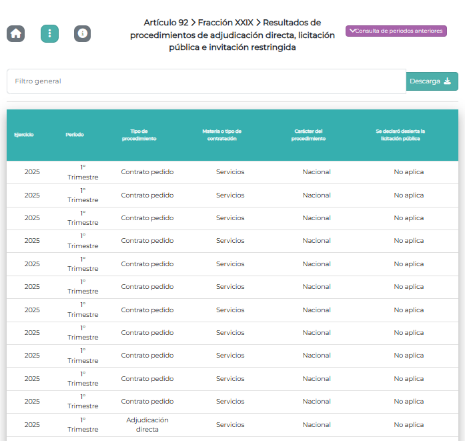 Artículo 92 > Fracción XXIX > Resultados de
procedimientos de adjudicación directa, licitación
pública e invitación restringida
Consulta de periodos anteriores
Filtro general
Descarga
Ejercicio Periodo Tipo de procedimiento Materia o tipo de contratación Carácter del procedimiento Se declaró desierta la licitación pública
2025 1° Trimestre Contrato pedido Servicios Nacional No aplica
2025 1° Trimestre Contrato pedido Servicios Nacional No aplica
2025 1° Trimestre Contrato pedido Servicios Nacional No aplica
2025 1° Trimestre Contrato pedido Servicios Nacional No aplica
2025 1° Trimestre Contrato pedido Servicios Nacional No aplica
2025 1° Trimestre Contrato pedido Servicios Nacional No aplica
2025 1° Trimestre Contrato pedido Servicios Nacional No aplica
2025 1° Trimestre Contrato pedido Servicios Nacional No aplica
2025 1° Trimestre Contrato pedido Servicios Nacional No aplica
2025 1° Trimestre Contrato pedido Servicios Nacional No aplica
2025 1° Trimestre Contrato pedido Servicios Nacional No aplica
2025 1° Trimestre Adjudicación directa Servicios Nacional No aplica